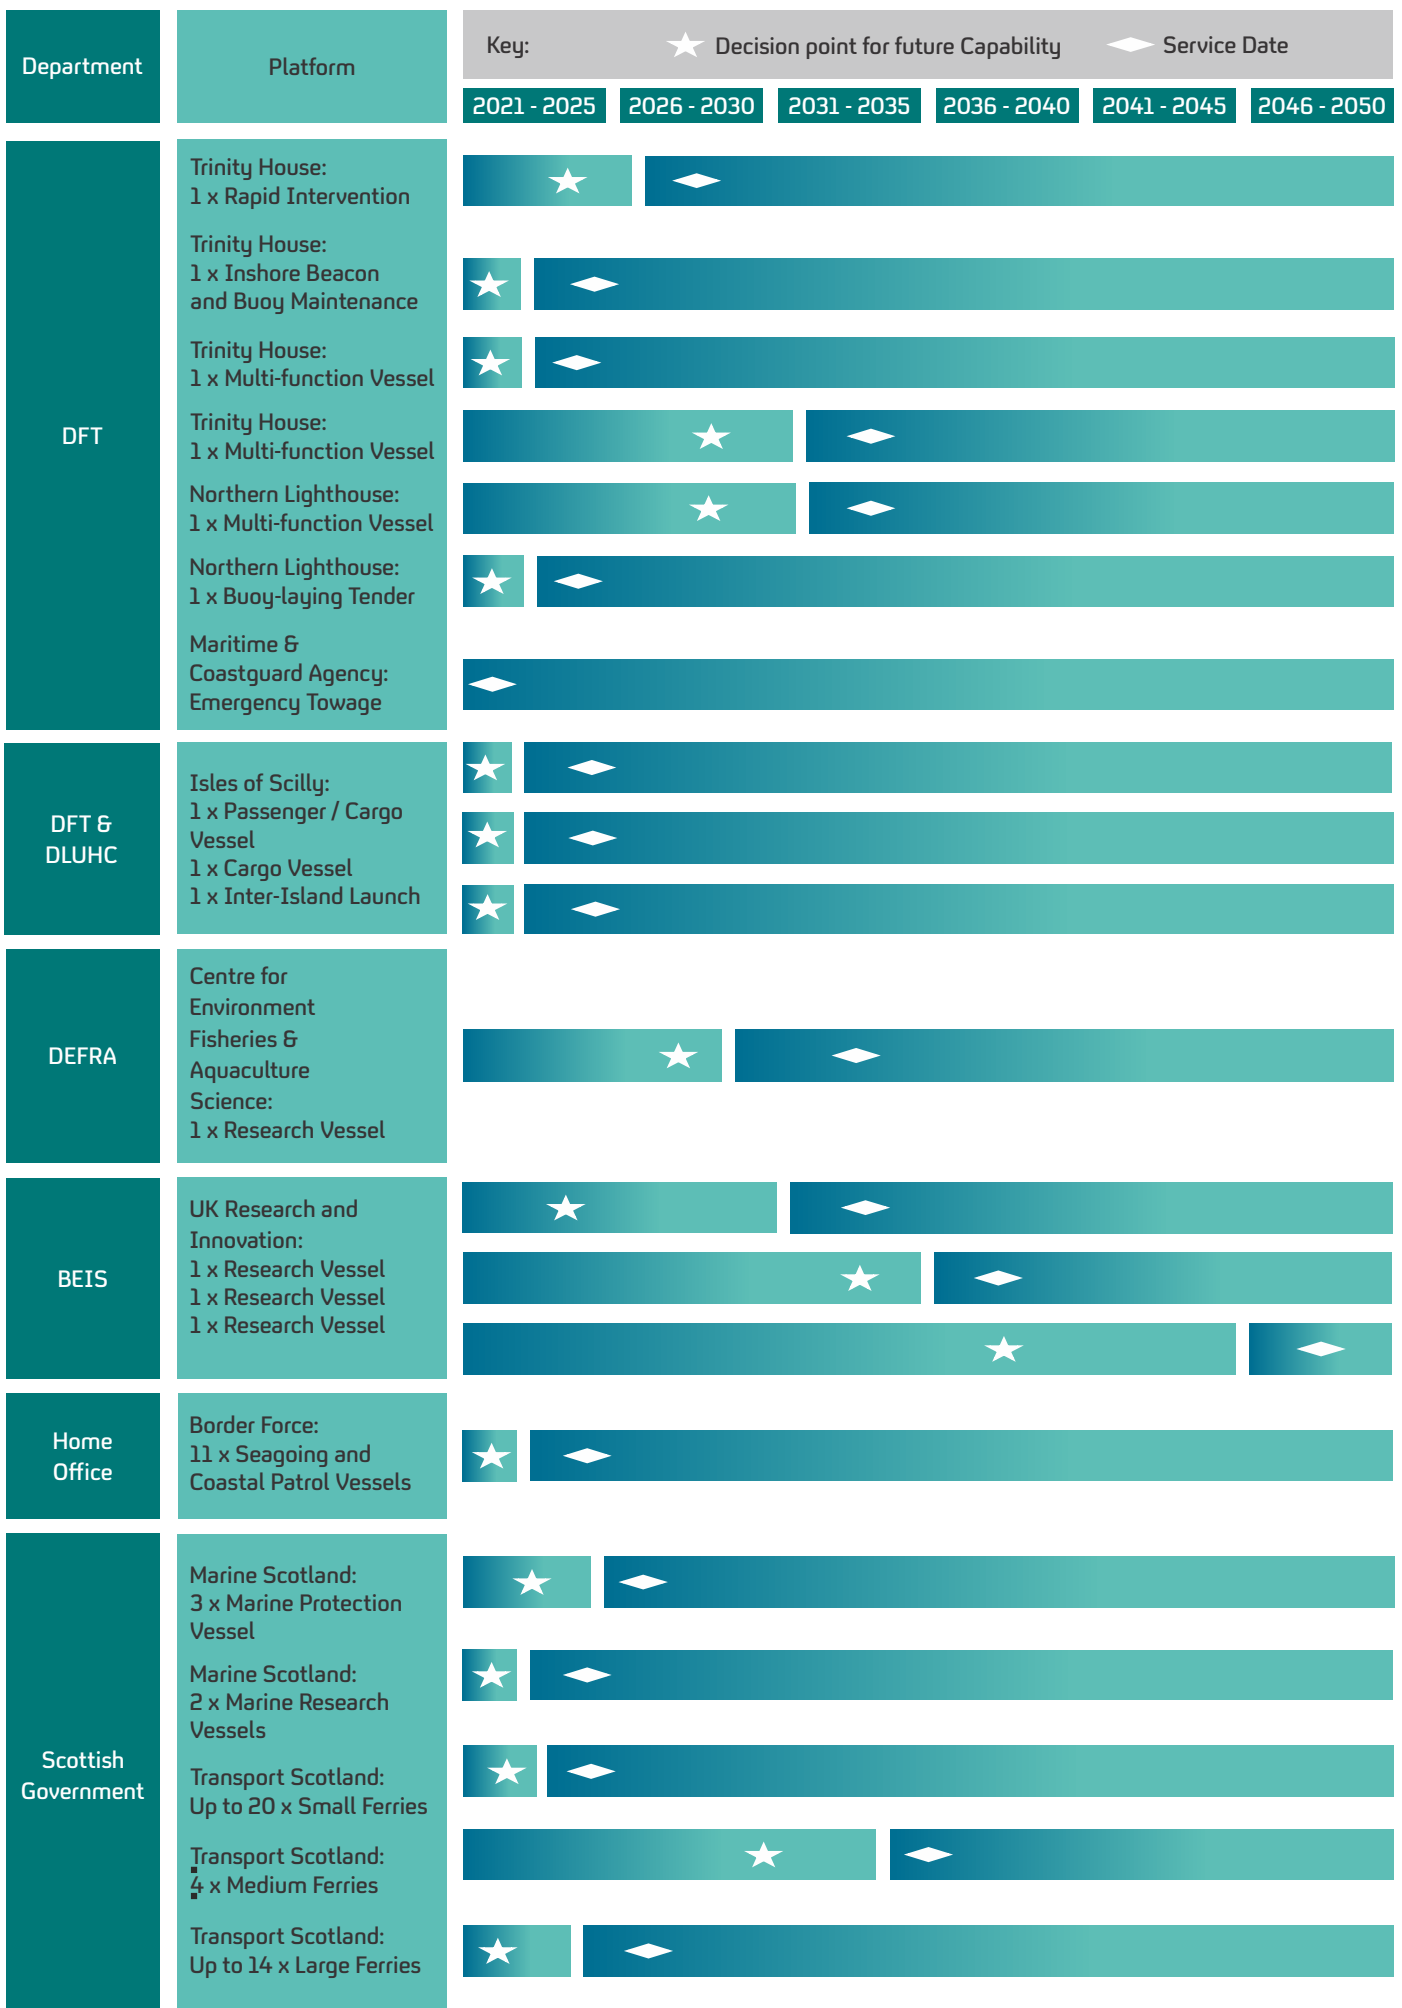 Department
Platform
Key:
Decision point for future Capability
Service Date
2021 - 2025
2026 - 2030
2031 - 2035
2036 - 2040
2041 - 2045
2046 - 2050
DFT
Trinity House:
1 x Rapid Intervention
Trinity House:
1 x Inshore Beacon
and Buoy Maintenance
Trinity House:
1 x Multi-function Vessel
Trinity House:
1 x Multi-function Vessel
Northern Lighthouse:
1 x Multi-function Vessel
Northern Lighthouse:
1 x Buoy-laying Tender
Maritime &
Coastguard Agency:
Emergency Towage
DFT &
DLUHC
Isles of Scilly:
1 x Passenger / Cargo
Vessel
1 x Cargo Vessel
1 x Inter-Island Launch
DEFRA
Centre for
Environment
Fisheries &
Aquaculture
Science:
1 x Research Vessel
BEIS
UK Research and
Innovation:
1 x Research Vessel
1 x Research Vessel
1 x Research Vessel
Home
Office
Border Force:
11 x Seagoing and
Coastal Patrol Vessels
Scottish
Government
Marine Scotland:
3 x Marine Protection
Vessel
Marine Scotland:
2 x Marine Research
Vessels
Transport Scotland:
Up to 20 x Small Ferries
Transport Scotland:
4 x Medium Ferries
Transport Scotland:
Up to 14 x Large Ferries